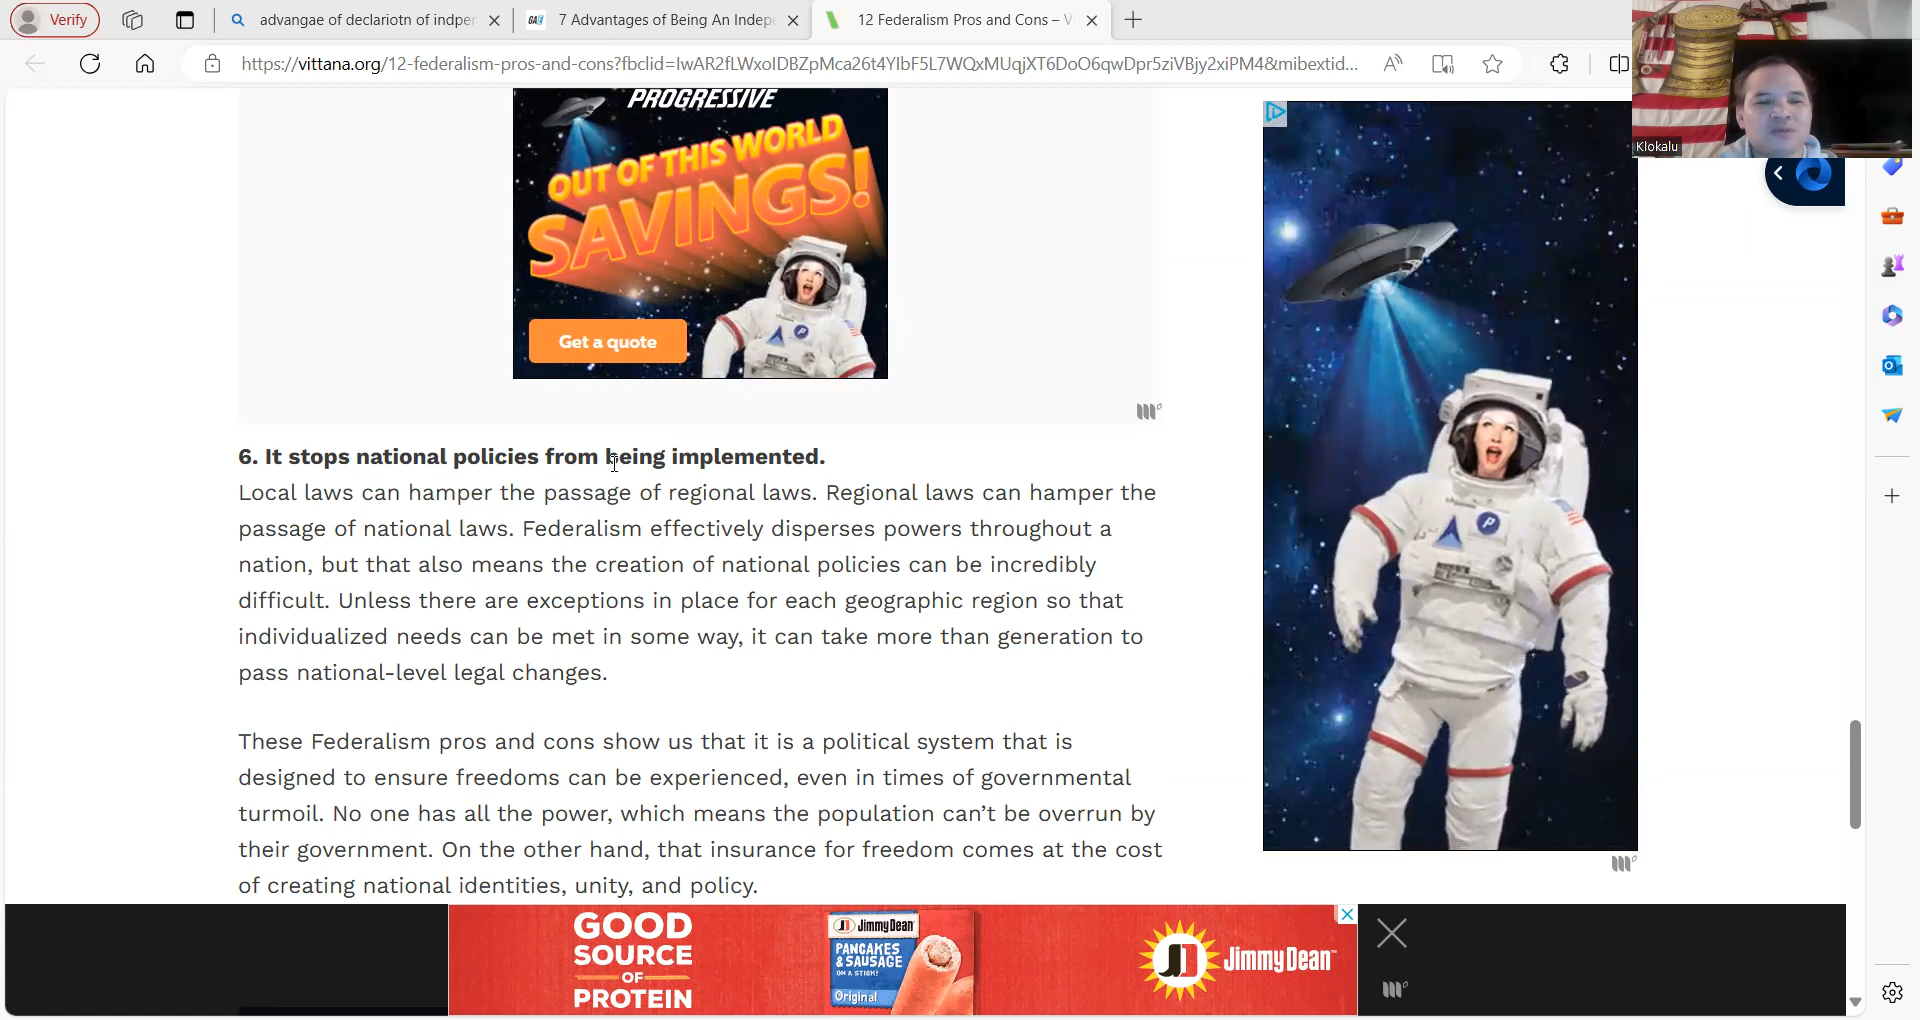 Verify
advangae of declariotn of indper
7 Advantages of Being An Indepe
12 Federalism Pros and Cons – V
https://vittana.org/12-federalism-pros-and-cons?fbclid=IwAR2fLWxoIDBZpMca26t4YIbF5L7WQxMUqjXT6DoO6qwDpr5ziVBjy2xiPM4&mibextid...
Klokalu
PROGRESSIVE
OUT OF THIS WORLD
SAVINGS!
Get a quote
6. It stops national policies from being implemented.
Local laws can hamper the passage of regional laws. Regional laws can hamper the
passage of national laws. Federalism effectively disperses powers throughout a
nation, but that also means the creation of national policies can be incredibly
difficult. Unless there are exceptions in place for each geographic region so that
individualized needs can be met in some way, it can take more than generation to
pass national-level legal changes.
These Federalism pros and cons show us that it is a political system that is
designed to ensure freedoms can be experienced, even in times of governmental
turmoil. No one has all the power, which means the population can’t be overrun by
their government. On the other hand, that insurance for freedom comes at the cost
of creating national identities, unity, and policy.
GOOD
SOURCE
OF
PROTEIN
Jimmy Dean
PANCAKES
& SAUSAGE
ON A STICK!
Original
Jimmy Dean